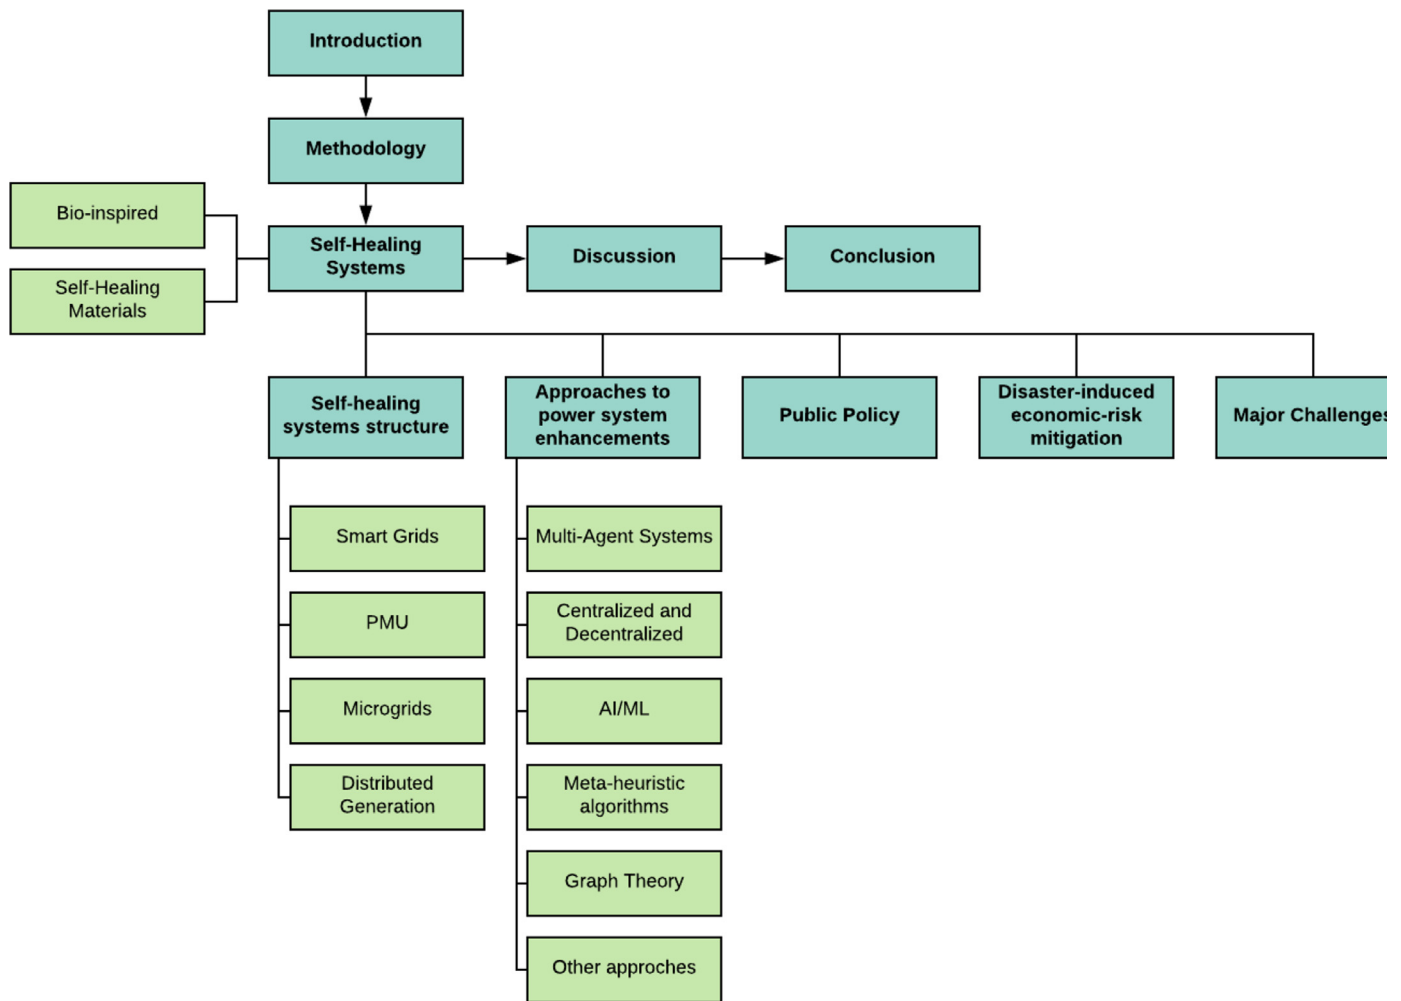 Introduction
Methodology
Bio-inspired
Self-Healing
Materials
Self-Healing
Systems
Discussion
Conclusion
Self-healing
systems structure
Approaches to
power system
enhancements
Public Policy
Disaster-induced
economic-risk
mitigation
Major Challenges
Smart Grids
PMU
Microgrids
Distributed
Generation
Multi-Agent Systems
Centralized and
Decentralized
AI/ML
Meta-heuristic
algorithms
Graph Theory
Other approches